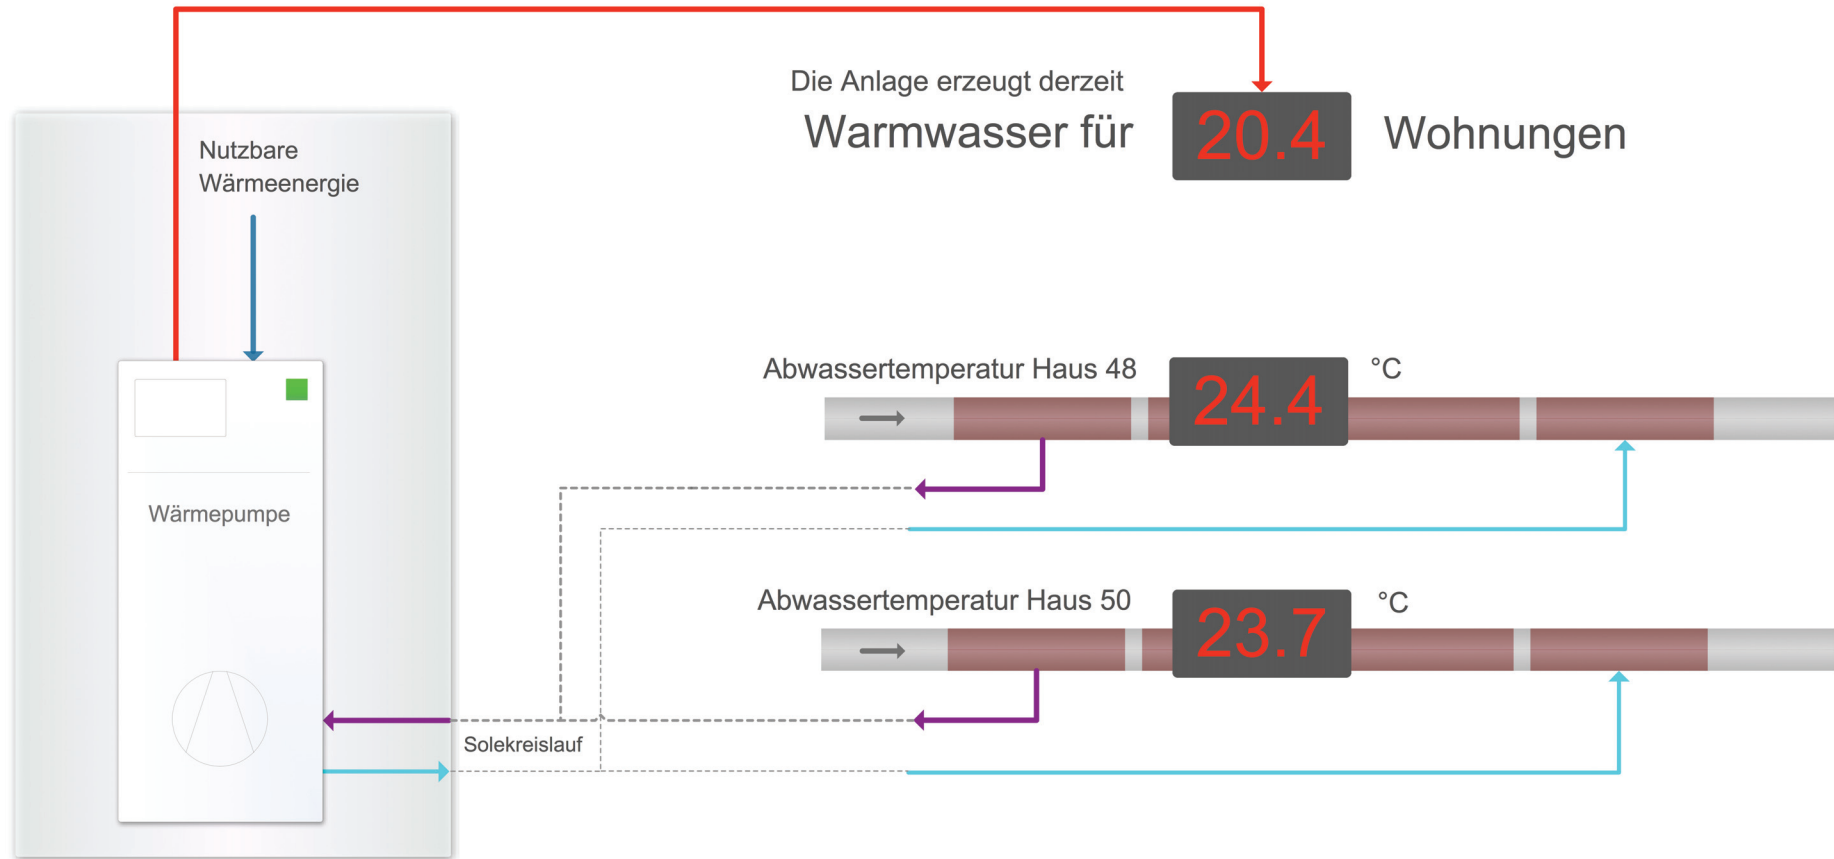 Die Anlage erzeugt derzeit
Warmwasser für 20.4 Wohnungen
Nutzbare
Wärmeenergie
Abwassertemperatur Haus 48 24.4 °C
Wärmepumpe
Abwassertemperatur Haus 50 23.7 °C
Solekreislauf